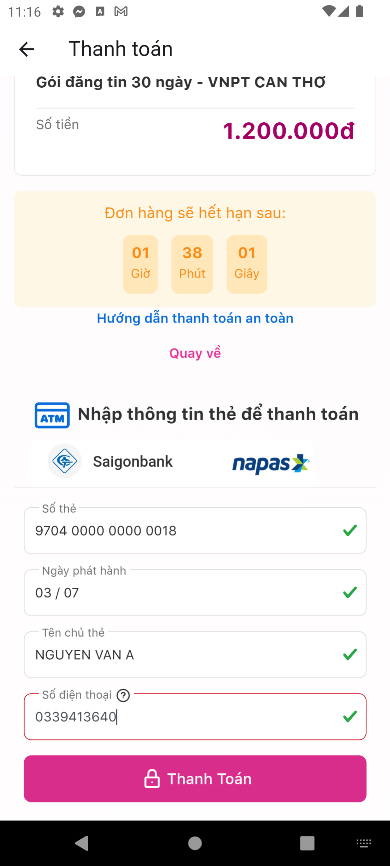 11:16
Thanh toán
Gói đăng tin 30 ngày - VNPT CAN THƠ
Số tiền
1.200.000đ
Đơn hàng sẽ hết hạn sau:
01 38 01
Giờ Phút Giây
Hướng dẫn thanh toán an toàn
Quay về
ATM Nhập thông tin thẻ để thanh toán
Saigonbank napas
Số thẻ
9704 0000 0000 0018
Ngày phát hành
03 / 07
Tên chủ thẻ
NGUYEN VAN A
Số điện thoại ?
0339413640
Thanh Toán